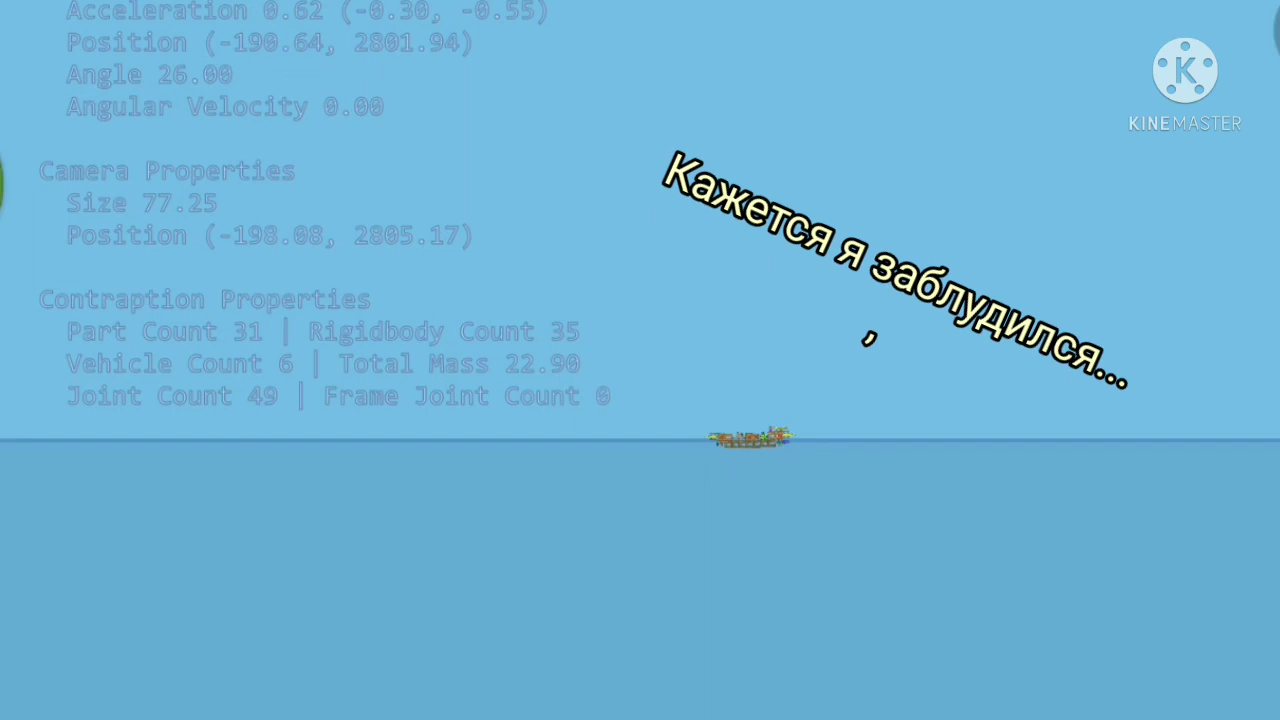 Acceleration 0.62 (-0.30, -0.55)
Position (-190.64, 2801.94)
Angle 26.00
Angular Velocity 0.00
Camera Properties
Size 77.25
Position (-198.08, 2805.17)
Contraption Properties
Part Count 31 | Rigidbody Count 35
Vehicle Count 6 | Total Mass 22.90
Joint Count 49 | Frame Joint Count 0
K
KINEMASTER
Кажется я заблудился...
,